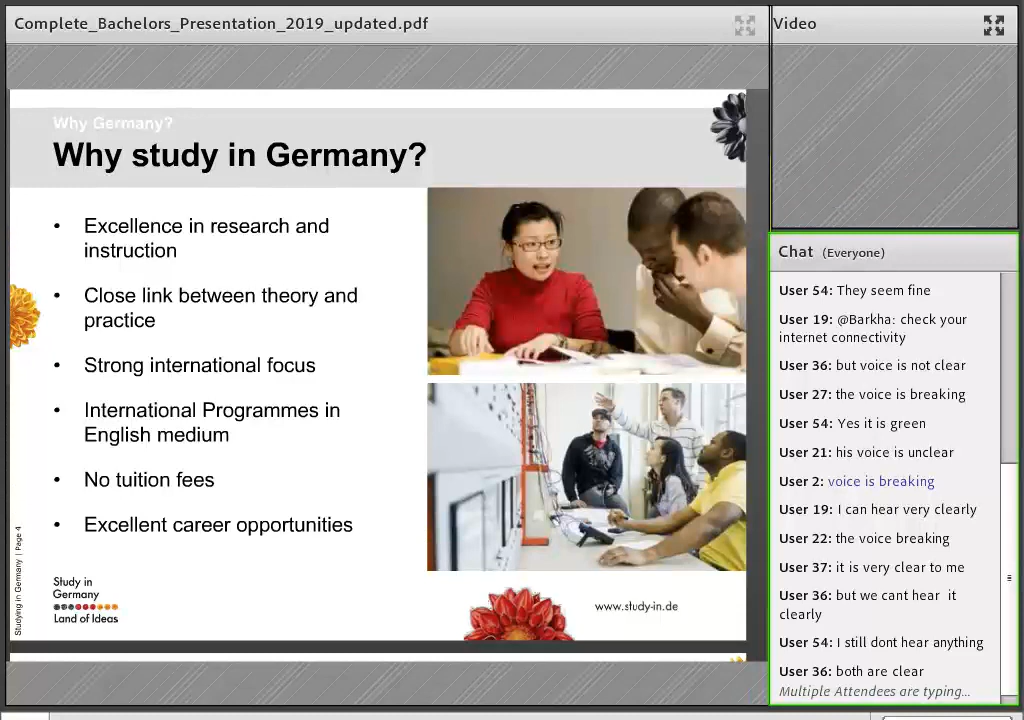 Complete_Bachelors_Presentation_2019_updated.pdf
Why Germany?
Why study in Germany?
• Excellence in research and
instruction
• Close link between theory and
practice
• Strong international focus
• International Programmes in
English medium
• No tuition fees
• Excellent career opportunities
Studying in Germany | Page 4
Study in
Germany
Land of Ideas
www.study-in.de
Video
Chat (Everyone)
User 54: They seem fine
User 19: @Barkha: check your
internet connectivity
User 36: but voice is not clear
User 27: the voice is breaking
User 54: Yes it is green
User 21: his voice is unclear
User 2: voice is breaking
User 19: I can hear very clearly
User 22: the voice breaking
User 37: it is very clear to me
User 36: but we cant hear it
clearly
User 54: I still dont hear anything
User 36: both are clear
Multiple Attendees are typing...